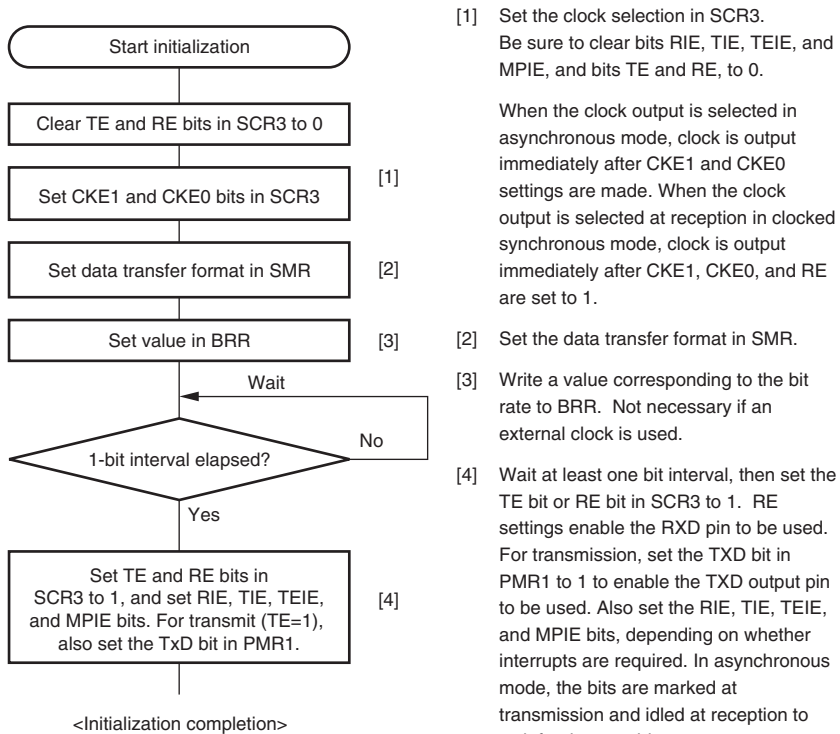 Start initialization
Clear TE and RE bits in SCR3 to 0
Set CKE1 and CKE0 bits in SCR3
[1]
Set data transfer format in SMR
[2]
Set value in BRR
[3]
Wait
1-bit interval elapsed?
No
Yes
Set TE and RE bits in
SCR3 to 1, and set RIE, TIE, TEIE,
and MPIE bits. For transmit (TE=1),
also set the TxD bit in PMR1.
[4]
<Initialization completion>
[1] Set the clock selection in SCR3.
Be sure to clear bits RIE, TIE, TEIE, and
MPIE, and bits TE and RE, to 0.
When the clock output is selected in
asynchronous mode, clock is output
immediately after CKE1 and CKE0
settings are made. When the clock
output is selected at reception in clocked
synchronous mode, clock is output
immediately after CKE1, CKE0, and RE
are set to 1.
[2] Set the data transfer format in SMR.
[3] Write a value corresponding to the bit
rate to BRR. Not necessary if an
external clock is used.
[4] Wait at least one bit interval, then set the
TE bit or RE bit in SCR3 to 1. RE
settings enable the RXD pin to be used.
For transmission, set the TXD bit in
PMR1 to 1 to enable the TXD output pin
to be used. Also set the RIE, TIE, TEIE,
and MPIE bits, depending on whether
interrupts are required. In asynchronous
mode, the bits are marked at
transmission and idled at reception to